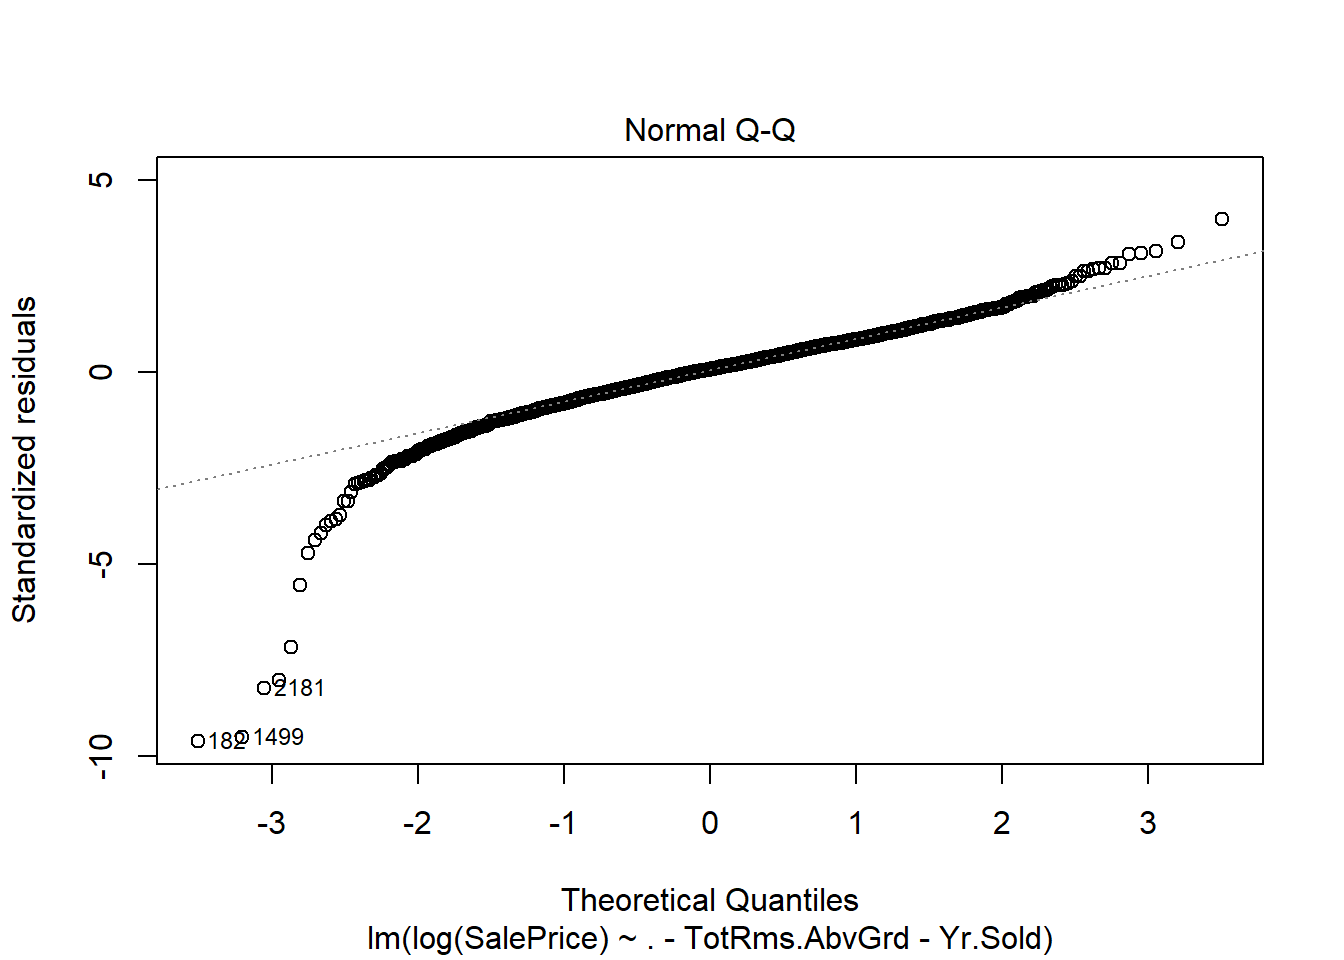 Normal Q-Q
Standardized residuals
5
0
-5
-10
2181
182
1499
-3 -2 -1 0 1 2 3
Theoretical Quantiles
lm(log(SalePrice) ~ . - TotRms.AbvGrd - Yr.Sold)